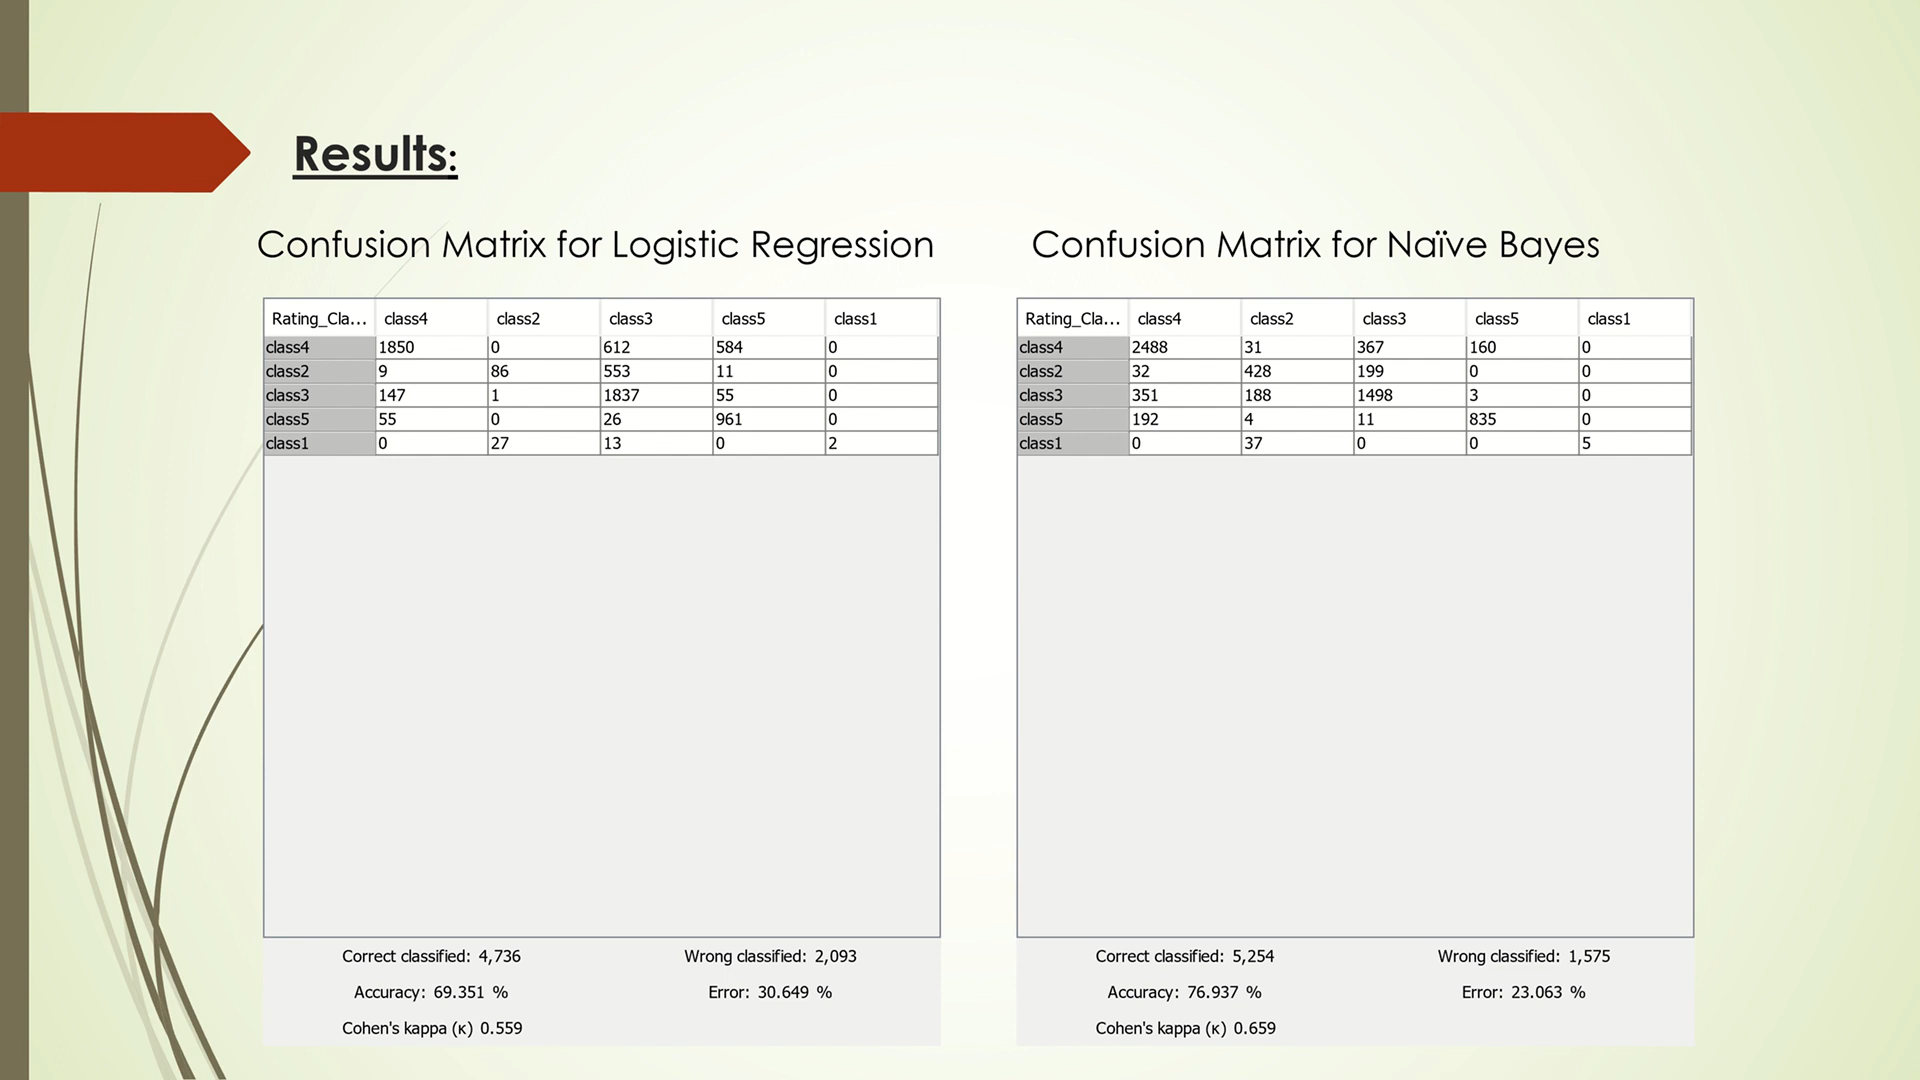 Results:
Confusion Matrix for Logistic Regression
Rating_Cla... class4 class2 class3 class5 class1
class4 1850 0 612 584 0
class2 9 86 553 11 0
class3 147 1 1837 55 0
class5 55 0 26 961 0
class1 0 27 13 0 2
Correct classified: 4,736 Wrong classified: 2,093
Accuracy: 69.351 % Error: 30.649 %
Cohen's kappa (κ) 0.559
Confusion Matrix for Naïve Bayes
Rating_Cla... class4 class2 class3 class5 class1
class4 2488 31 367 160 0
class2 32 428 199 0 0
class3 351 188 1498 3 0
class5 192 4 11 835 0
class1 0 37 0 0 5
Correct classified: 5,254 Wrong classified: 1,575
Accuracy: 76.937 % Error: 23.063 %
Cohen's kappa (κ) 0.659